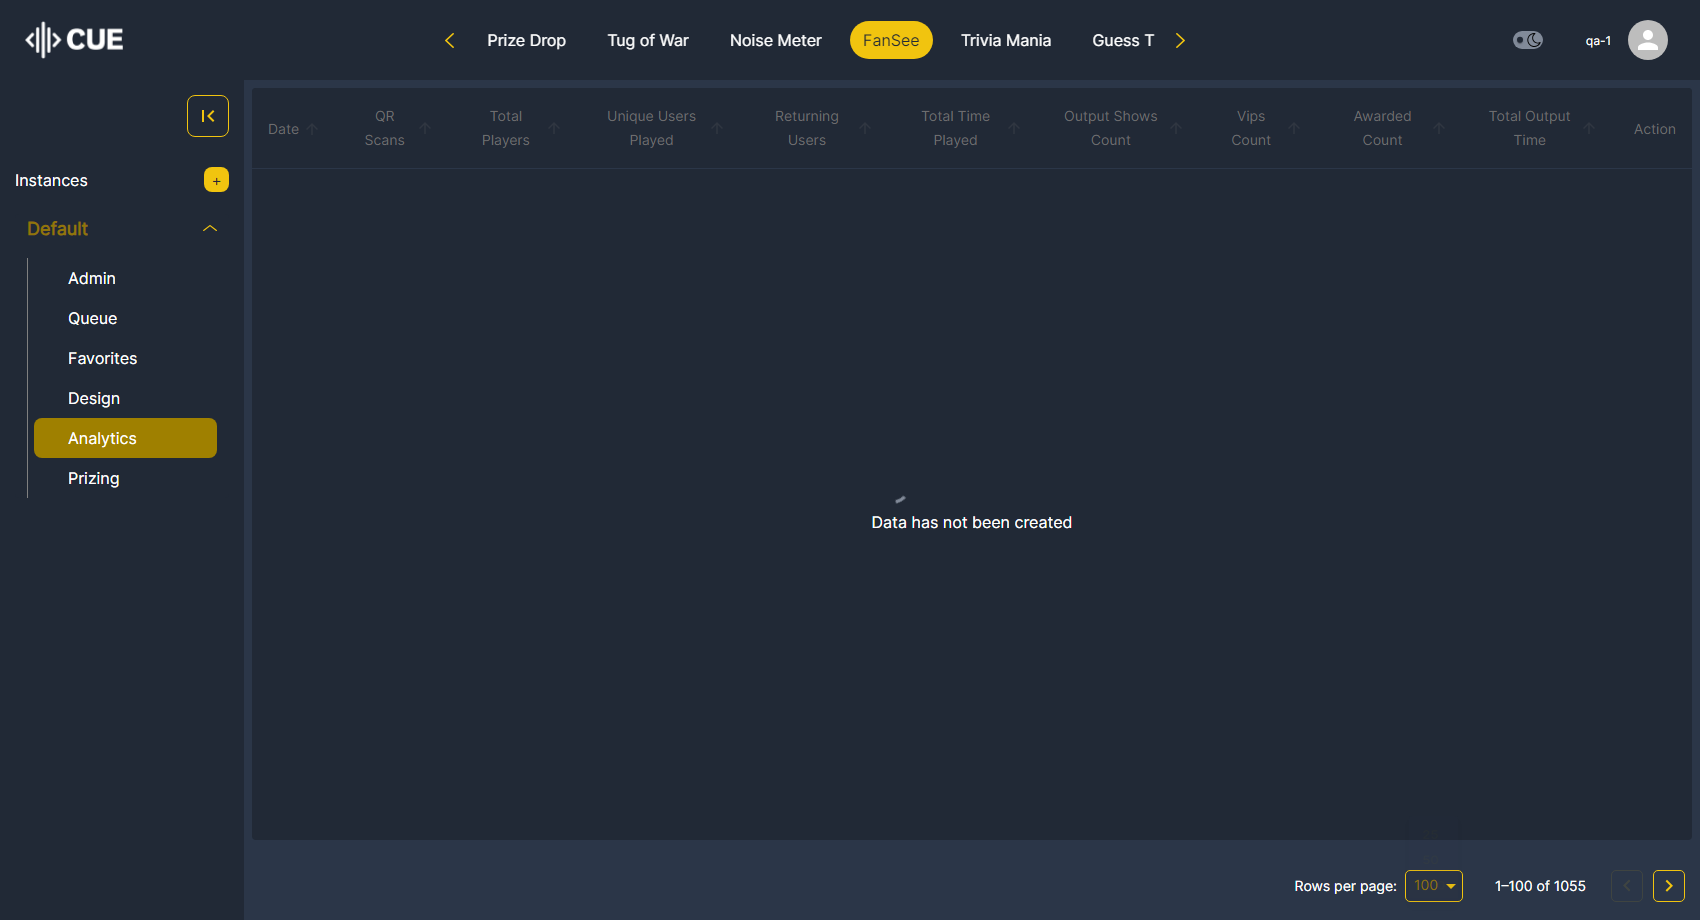 CUE
Prize Drop
Tug of War
Noise Meter
FanSee
Trivia Mania
Guess T
qa-1
Instances
+
Default
Admin
Queue
Favorites
Design
Analytics
Prizing
Date
QR
Scans
Total
Players
Unique Users
Played
Returning
Users
Total Time
Played
Output Shows
Count
Vips
Count
Awarded
Count
Total Output
Time
Action
Data has not been created
Rows per page:
100
1–100 of 1055